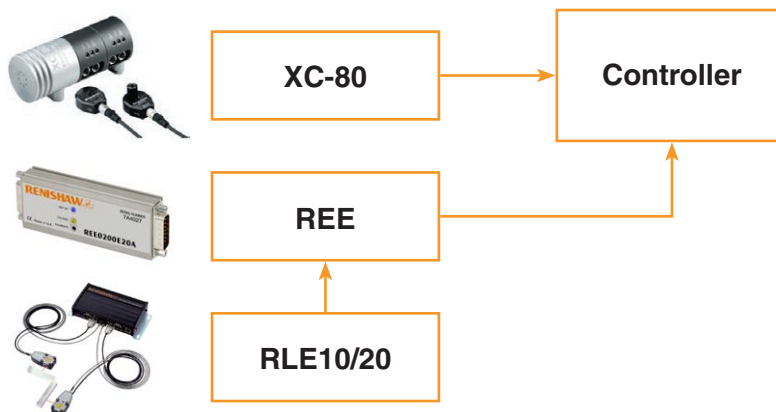 XC-80
Controller
RENISHAW
REE0200E20A
REE
RLE10/20